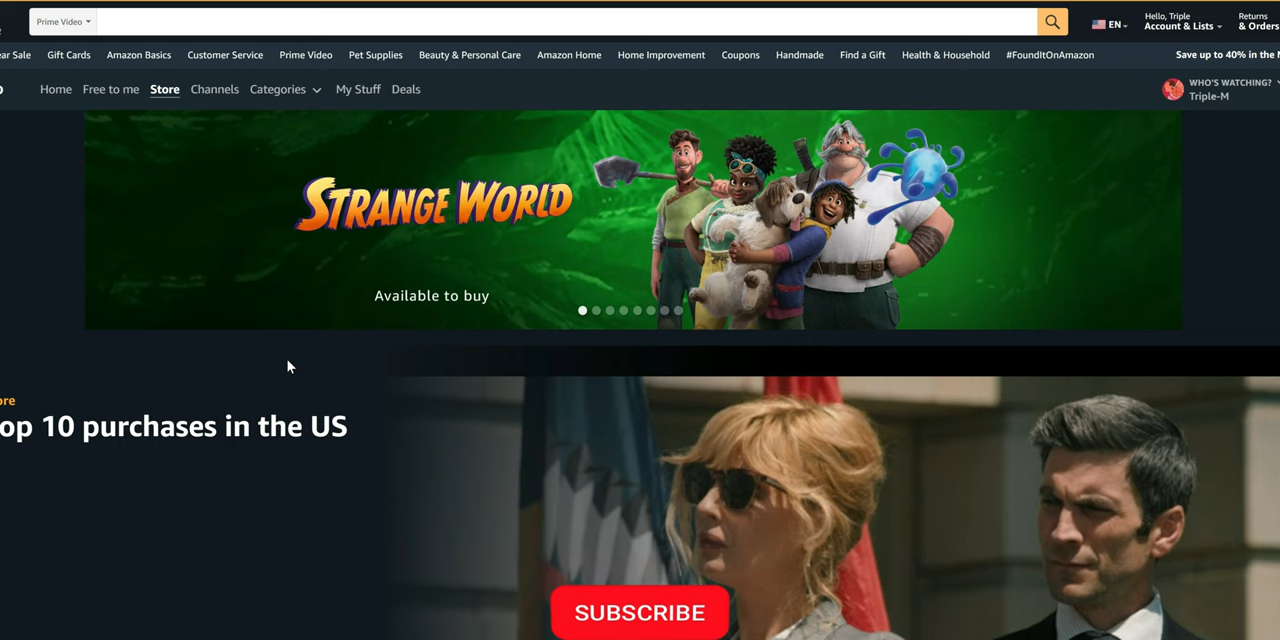 Prime Video
EN
Hello, Triple
Account & Lists
Returns
& Orders
ear Sale Gift Cards Amazon Basics Customer Service Prime Video Pet Supplies Beauty & Personal Care Amazon Home Home Improvement Coupons Handmade Find a Gift Health & Household #FoundItOnAmazon Save up to 40% in the
Home Free to me Store Channels Categories My Stuff Deals
WHO'S WATCHING?
Triple-M
STRANGE WORLD
Available to buy
ore
op 10 purchases in the US
SUBSCRIBE